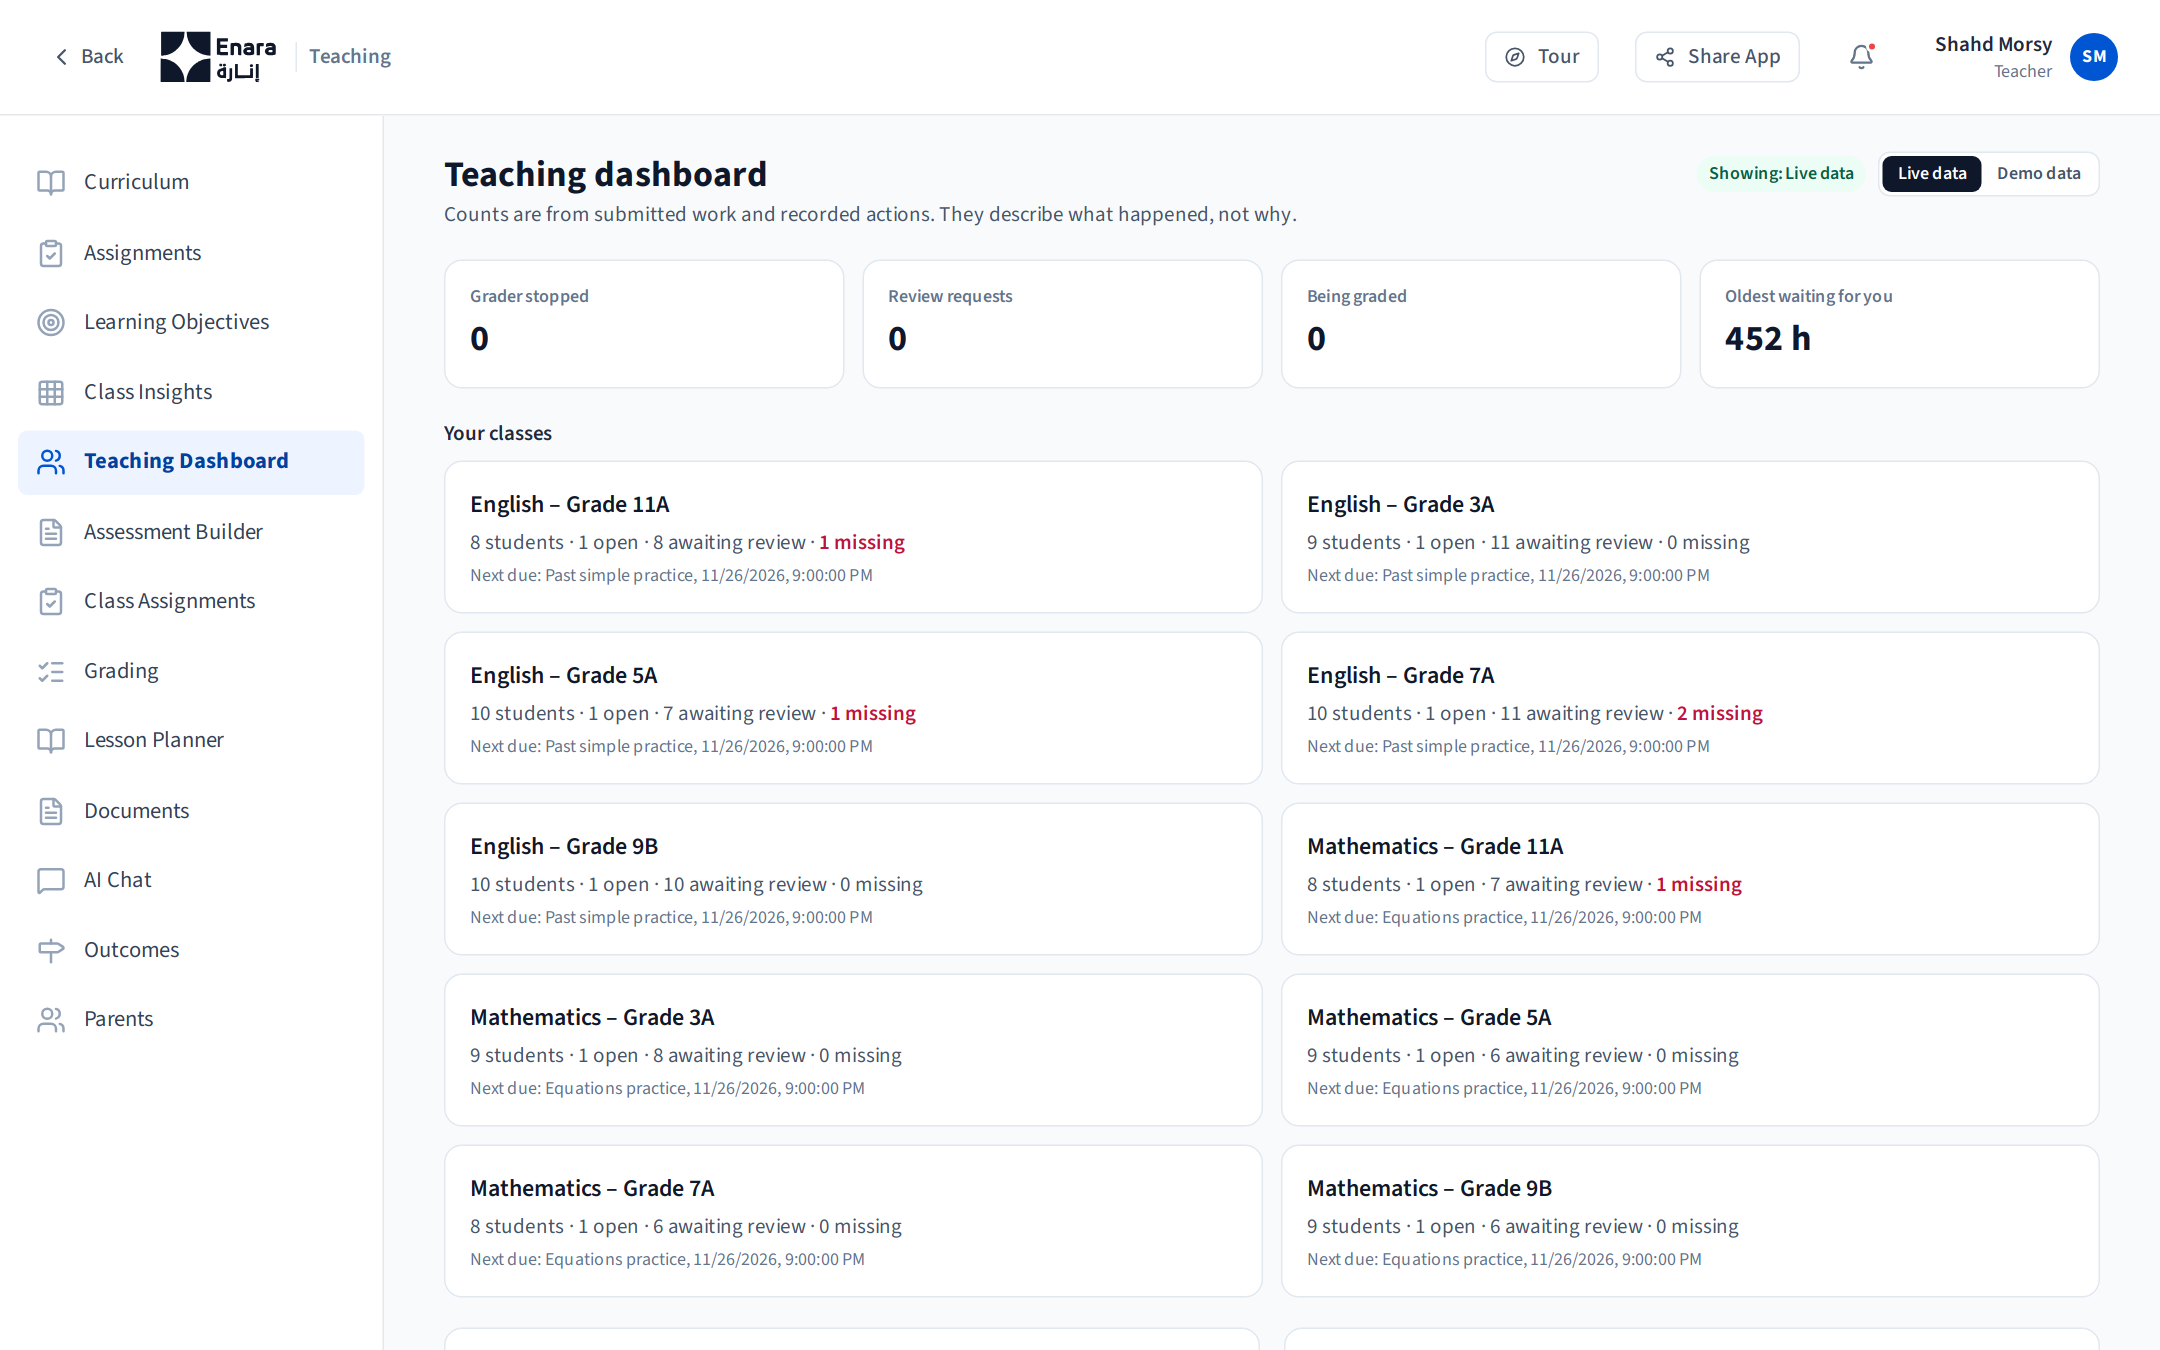 Back
Enara
إنارة
Teaching
Tour
Share App
Shahd Morsy
Teacher
SM
Curriculum
Assignments
Learning Objectives
Class Insights
Teaching Dashboard
Assessment Builder
Class Assignments
Grading
Lesson Planner
Documents
AI Chat
Outcomes
Parents
Teaching dashboard
Showing: Live data
Live data
Demo data
Counts are from submitted work and recorded actions. They describe what happened, not why.
Grader stopped
0
Review requests
0
Being graded
0
Oldest waiting for you
452 h
Your classes
English – Grade 11A
8 students · 1 open · 8 awaiting review · 1 missing
Next due: Past simple practice, 11/26/2026, 9:00:00 PM
English – Grade 3A
9 students · 1 open · 11 awaiting review · 0 missing
Next due: Past simple practice, 11/26/2026, 9:00:00 PM
English – Grade 5A
10 students · 1 open · 7 awaiting review · 1 missing
Next due: Past simple practice, 11/26/2026, 9:00:00 PM
English – Grade 7A
10 students · 1 open · 11 awaiting review · 2 missing
Next due: Past simple practice, 11/26/2026, 9:00:00 PM
English – Grade 9B
10 students · 1 open · 10 awaiting review · 0 missing
Next due: Past simple practice, 11/26/2026, 9:00:00 PM
Mathematics – Grade 11A
8 students · 1 open · 7 awaiting review · 1 missing
Next due: Equations practice, 11/26/2026, 9:00:00 PM
Mathematics – Grade 3A
9 students · 1 open · 8 awaiting review · 0 missing
Next due: Equations practice, 11/26/2026, 9:00:00 PM
Mathematics – Grade 5A
9 students · 1 open · 6 awaiting review · 0 missing
Next due: Equations practice, 11/26/2026, 9:00:00 PM
Mathematics – Grade 7A
8 students · 1 open · 6 awaiting review · 0 missing
Next due: Equations practice, 11/26/2026, 9:00:00 PM
Mathematics – Grade 9B
9 students · 1 open · 6 awaiting review · 0 missing
Next due: Equations practice, 11/26/2026, 9:00:00 PM